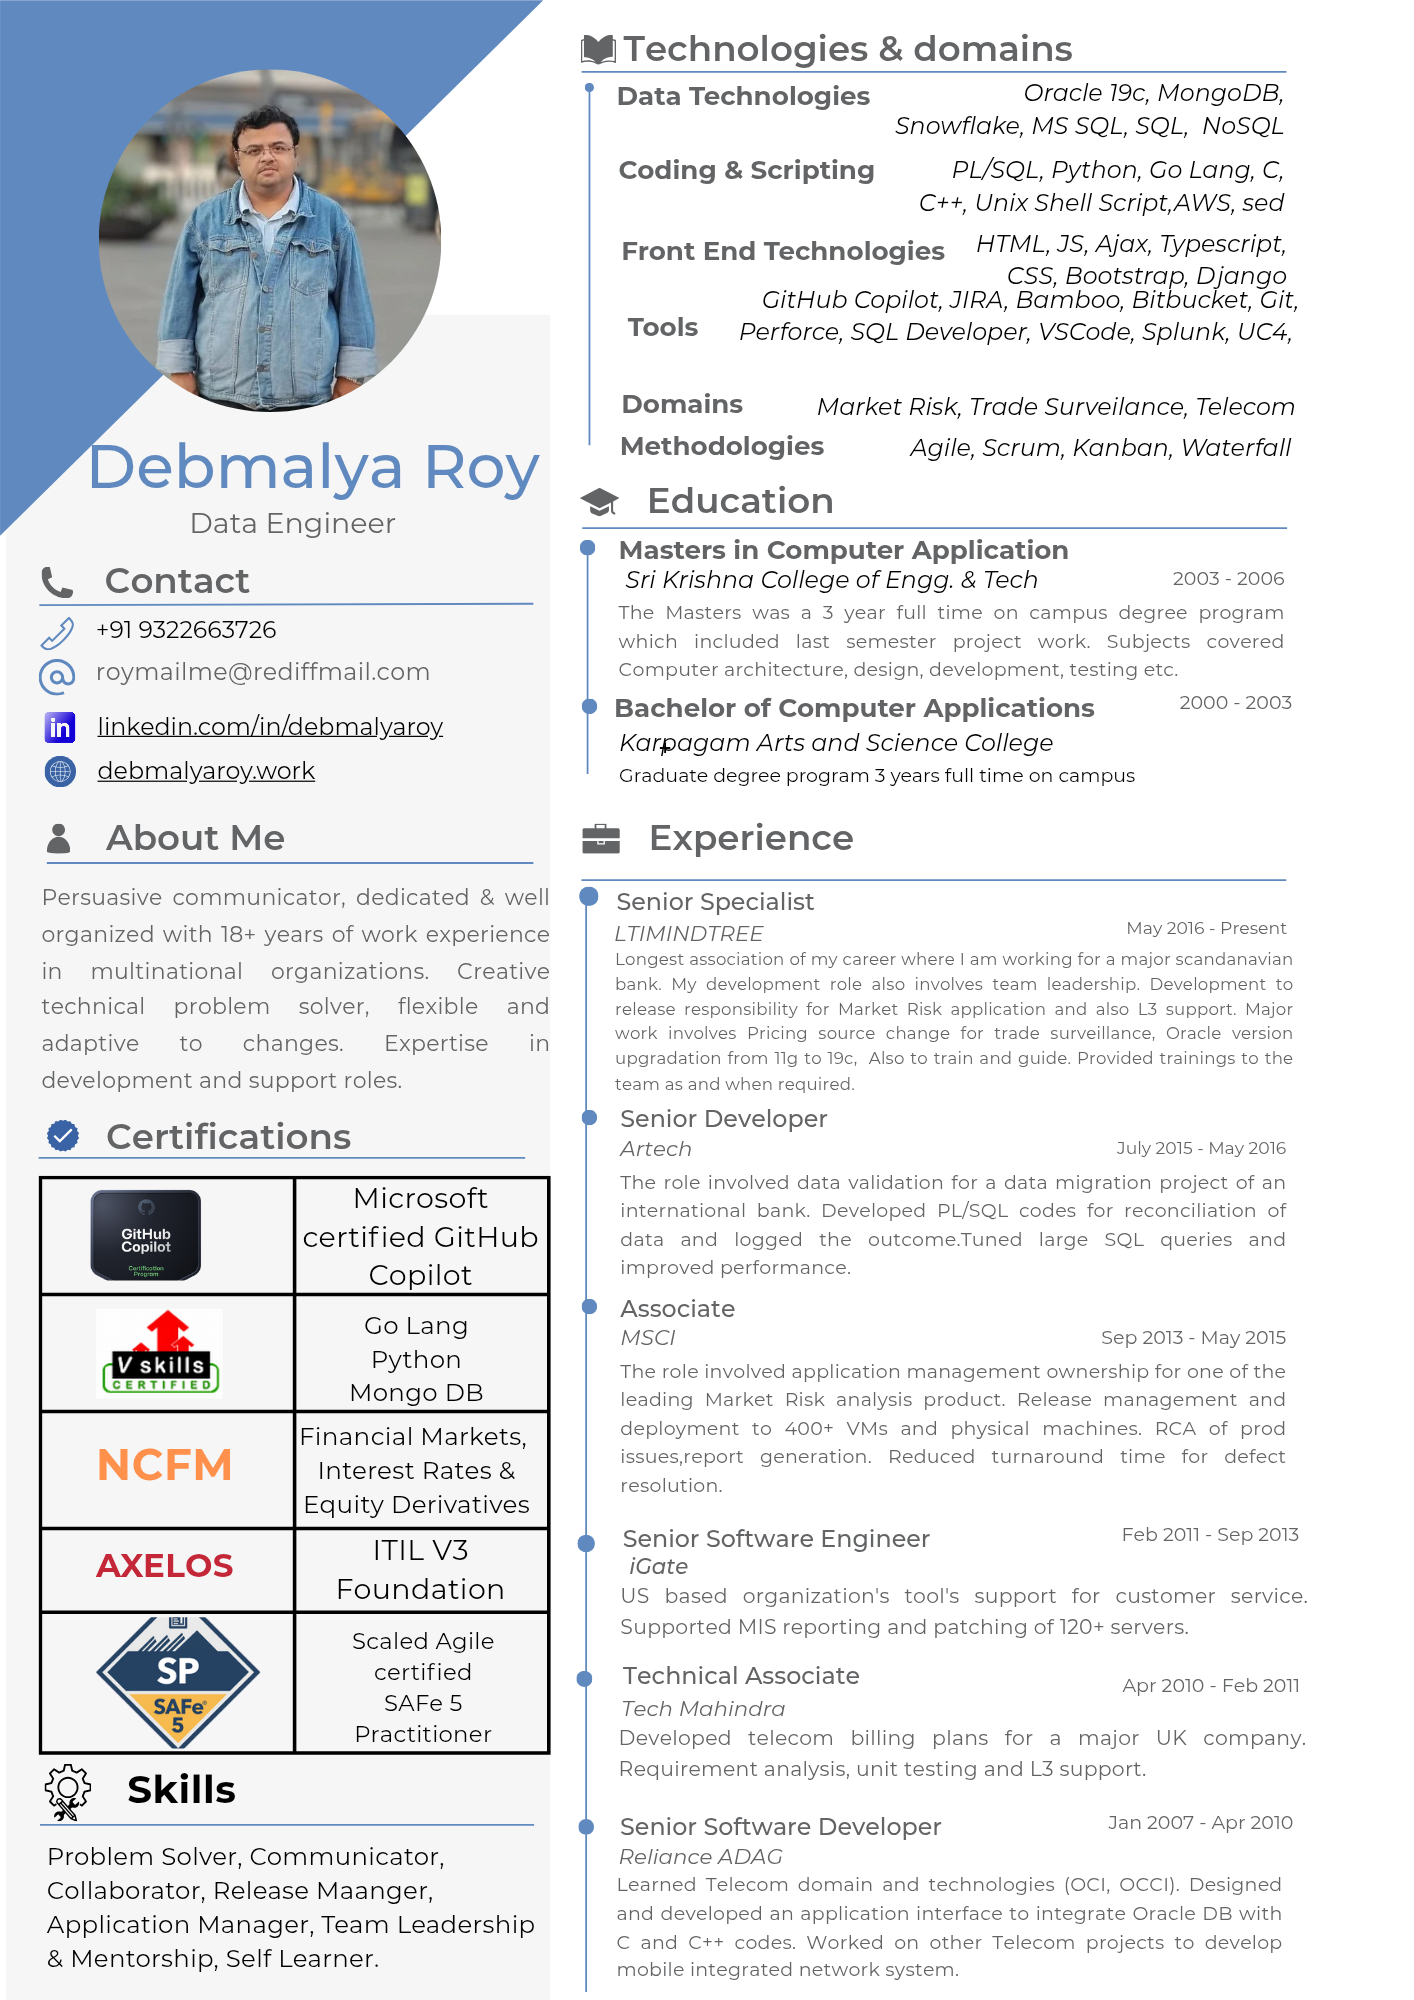 Debmalya Roy
Data Engineer
Contact
+91 9322663726
roymailme@rediffmail.com
in
linkedin.com/in/debmalyaroy
debmalyaroy.work
About Me
Persuasive communicator, dedicated & well
organized with 18+ years of work experience
in multinational organizations. Creative
technical problem solver, flexible and
adaptive to changes. Expertise in
development and support roles.
Certifications
GitHub
Copilot
Certification
Program
Microsoft
certified GitHub
Copilot
V skills
CERTIFIED
Go Lang
Python
Mongo DB
NCFM
Financial Markets,
Interest Rates &
Equity Derivatives
AXELOS
ITIL V3
Foundation
SP
SAFe®
5
Scaled Agile
certified
SAFe 5
Practitioner
Skills
Problem Solver, Communicator,
Collaborator, Release Maanger,
Application Manager, Team Leadership
& Mentorship, Self Learner.
Technologies & domains
Data Technologies
Oracle 19c, MongoDB,
Snowflake, MS SQL, SQL, NoSQL
Coding & Scripting
PL/SQL, Python, Go Lang, C,
C++, Unix Shell Script,AWS, sed
Front End Technologies
HTML, JS, Ajax, Typescript,
CSS, Bootstrap, Django
Tools
GitHub Copilot, JIRA, Bamboo, Bitbucket, Git,
Perforce, SQL Developer, VSCode, Splunk, UC4,
Domains
Market Risk, Trade Surveilance, Telecom
Methodologies
Agile, Scrum, Kanban, Waterfall
Education
Masters in Computer Application
Sri Krishna College of Engg. & Tech
2003 - 2006
The Masters was a 3 year full time on campus degree program
which included last semester project work. Subjects covered
Computer architecture, design, development, testing etc.
Bachelor of Computer Applications
2000 - 2003
Karpagam Arts and Science College
Graduate degree program 3 years full time on campus
Experience
Senior Specialist
LTIMINDTREE
May 2016 - Present
Longest association of my career where I am working for a major scandanavian
bank. My development role also involves team leadership. Development to
release responsibility for Market Risk application and also L3 support. Major
work involves Pricing source change for trade surveillance, Oracle version
upgradation from 11g to 19c, Also to train and guide. Provided trainings to the
team as and when required.
Senior Developer
Artech
July 2015 - May 2016
The role involved data validation for a data migration project of an
international bank. Developed PL/SQL codes for reconciliation of
data and logged the outcome.Tuned large SQL queries and
improved performance.
Associate
MSCI
Sep 2013 - May 2015
The role involved application management ownership for one of the
leading Market Risk analysis product. Release management and
deployment to 400+ VMs and physical machines. RCA of prod
issues,report generation. Reduced turnaround time for defect
resolution.
Senior Software Engineer
Feb 2011 - Sep 2013
iGate
US based organization's tool's support for customer service.
Supported MIS reporting and patching of 120+ servers.
Technical Associate
Apr 2010 - Feb 2011
Tech Mahindra
Developed telecom billing plans for a major UK company.
Requirement analysis, unit testing and L3 support.
Senior Software Developer
Jan 2007 - Apr 2010
Reliance ADAG
Learned Telecom domain and technologies (OCI, OCCI). Designed
and developed an application interface to integrate Oracle DB with
C and C++ codes. Worked on other Telecom projects to develop
mobile integrated network system.